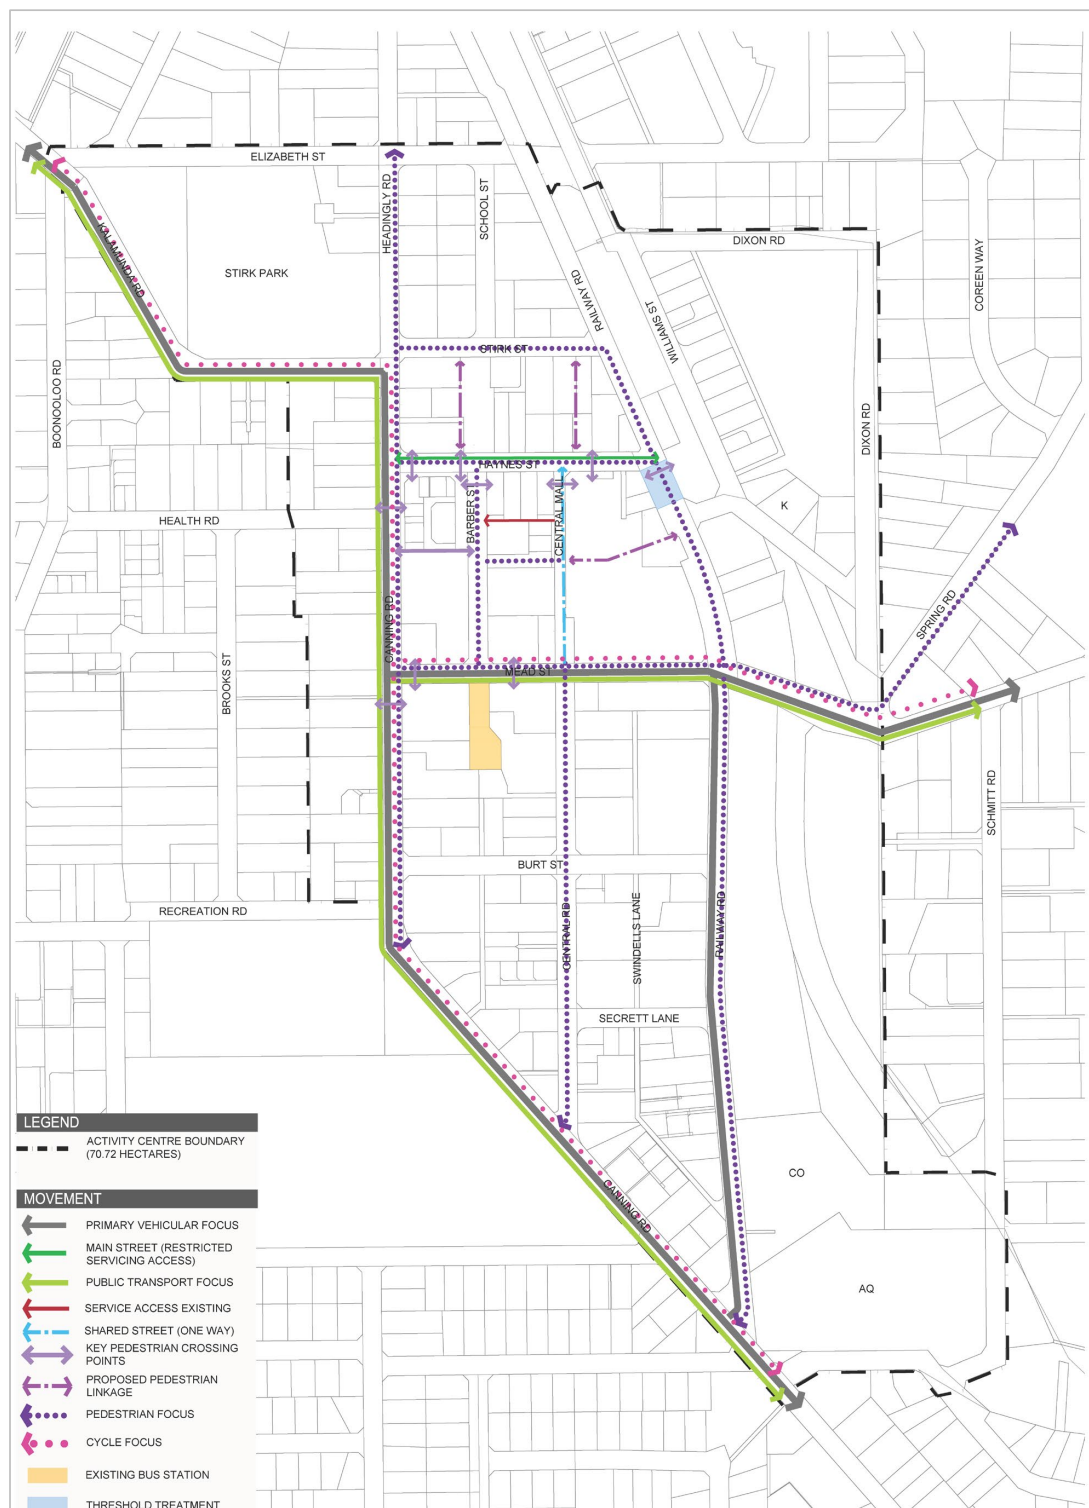 ELIZABETH ST
HEADINGLY RD
SCHOOL ST
DIXON RD
KALAMUNDA RD
STIRK PARK
RAILWAY RD
WILLIAMS ST
COREEN WAY
STIRK ST
BOONOOLOO RD
DIXON RD
HAYNES ST
BARBER ST
CENTRAL MALL
K
HEALTH RD
CANNING RD
SPRING RD
MEAD ST
BROOKS ST
SCHMITT RD
BURT ST
RECREATION RD
CENTRAL RD
SWINDELLS LANE
RAILWAY RD
SECRETT LANE
CANNING RD
CO
AQ
LEGEND
ACTIVITY CENTRE BOUNDARY
(70.72 HECTARES)
MOVEMENT
PRIMARY VEHICULAR FOCUS
MAIN STREET (RESTRICTED
SERVICING ACCESS)
PUBLIC TRANSPORT FOCUS
SERVICE ACCESS EXISTING
SHARED STREET (ONE WAY)
KEY PEDESTRIAN CROSSING
POINTS
PROPOSED PEDESTRIAN
LINKAGE
PEDESTRIAN FOCUS
CYCLE FOCUS
EXISTING BUS STATION
THRESHOLD TREATMENT